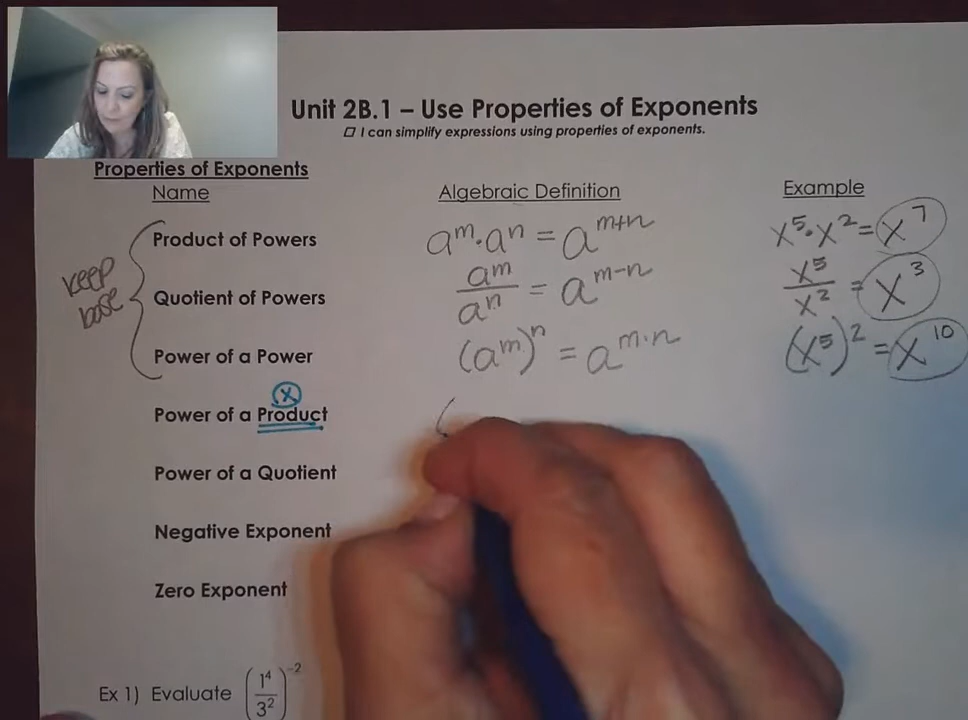 Unit 2B.1 – Use Properties of Exponents
☐ I can simplify expressions using properties of exponents.
Properties of Exponents
Name Algebraic Definition Example
keep base
Product of Powers a^m · a^n = a^{m+n} x^5 · x^2 = x^7
Quotient of Powers a^m / a^n = a^{m-n} x^5 / x^2 = x^3
Power of a Power (a^m)^n = a^{m·n} (x^5)^2 = x^10
(x)
Power of a Product (
Power of a Quotient
Negative Exponent
Zero Exponent
Ex 1) Evaluate (1^4 / 3^2)^{-2}